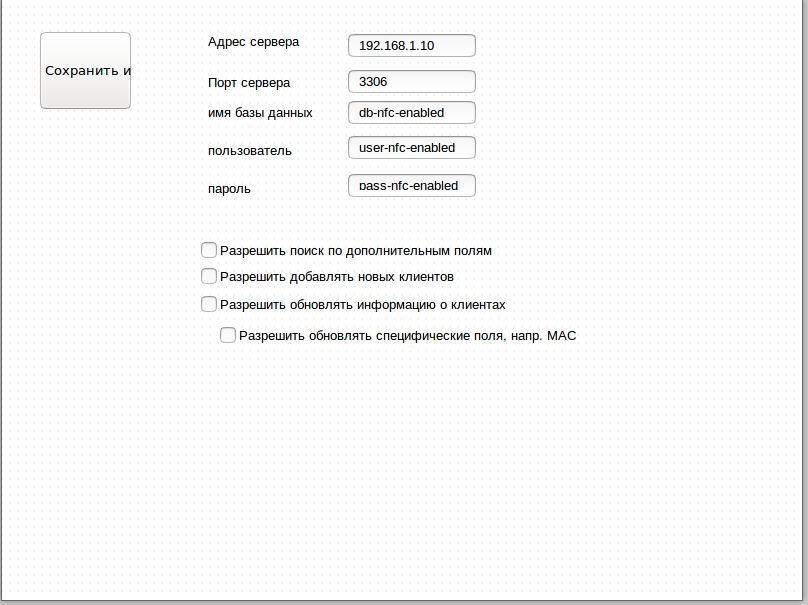 Сохранить и
Адрес сервера 192.168.1.10
Порт сервера 3306
имя базы данных db-nfc-enabled
пользователь user-nfc-enabled
пароль pass-nfc-enabled
Разрешить поиск по дополнительным полям
Разрешить добавлять новых клиентов
Разрешить обновлять информацию о клиентах
Разрешить обновлять специфические поля, напр. MAC